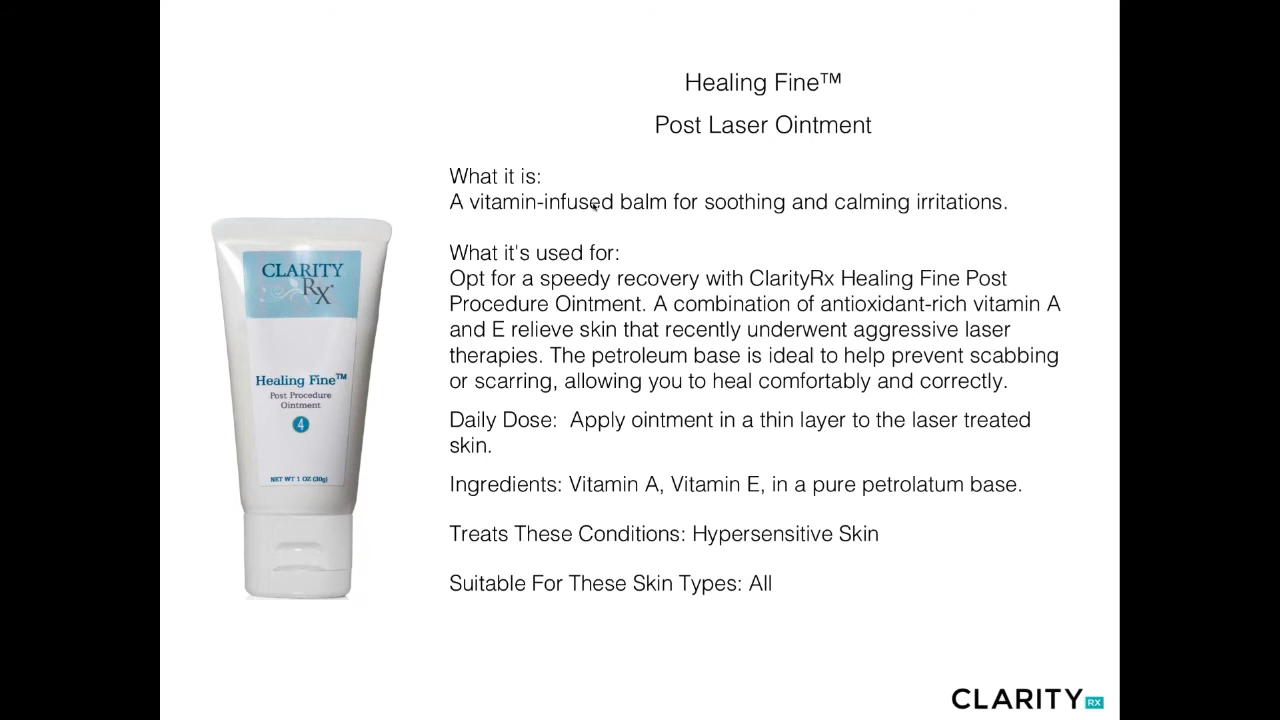 Healing Fine™
Post Laser Ointment
What it is:
A vitamin-infused balm for soothing and calming irritations.
What it's used for:
Opt for a speedy recovery with ClarityRx Healing Fine Post
Procedure Ointment. A combination of antioxidant-rich vitamin A
and E relieve skin that recently underwent aggressive laser
therapies. The petroleum base is ideal to help prevent scabbing
or scarring, allowing you to heal comfortably and correctly.
Daily Dose:  Apply ointment in a thin layer to the laser treated
skin.
Ingredients: Vitamin A, Vitamin E, in a pure petrolatum base.
Treats These Conditions: Hypersensitive Skin
Suitable For These Skin Types: All
CLARITY
Rx
Healing Fine™
Post Procedure
Ointment
4
NET WT 1 OZ (30g)
CLARITY RX